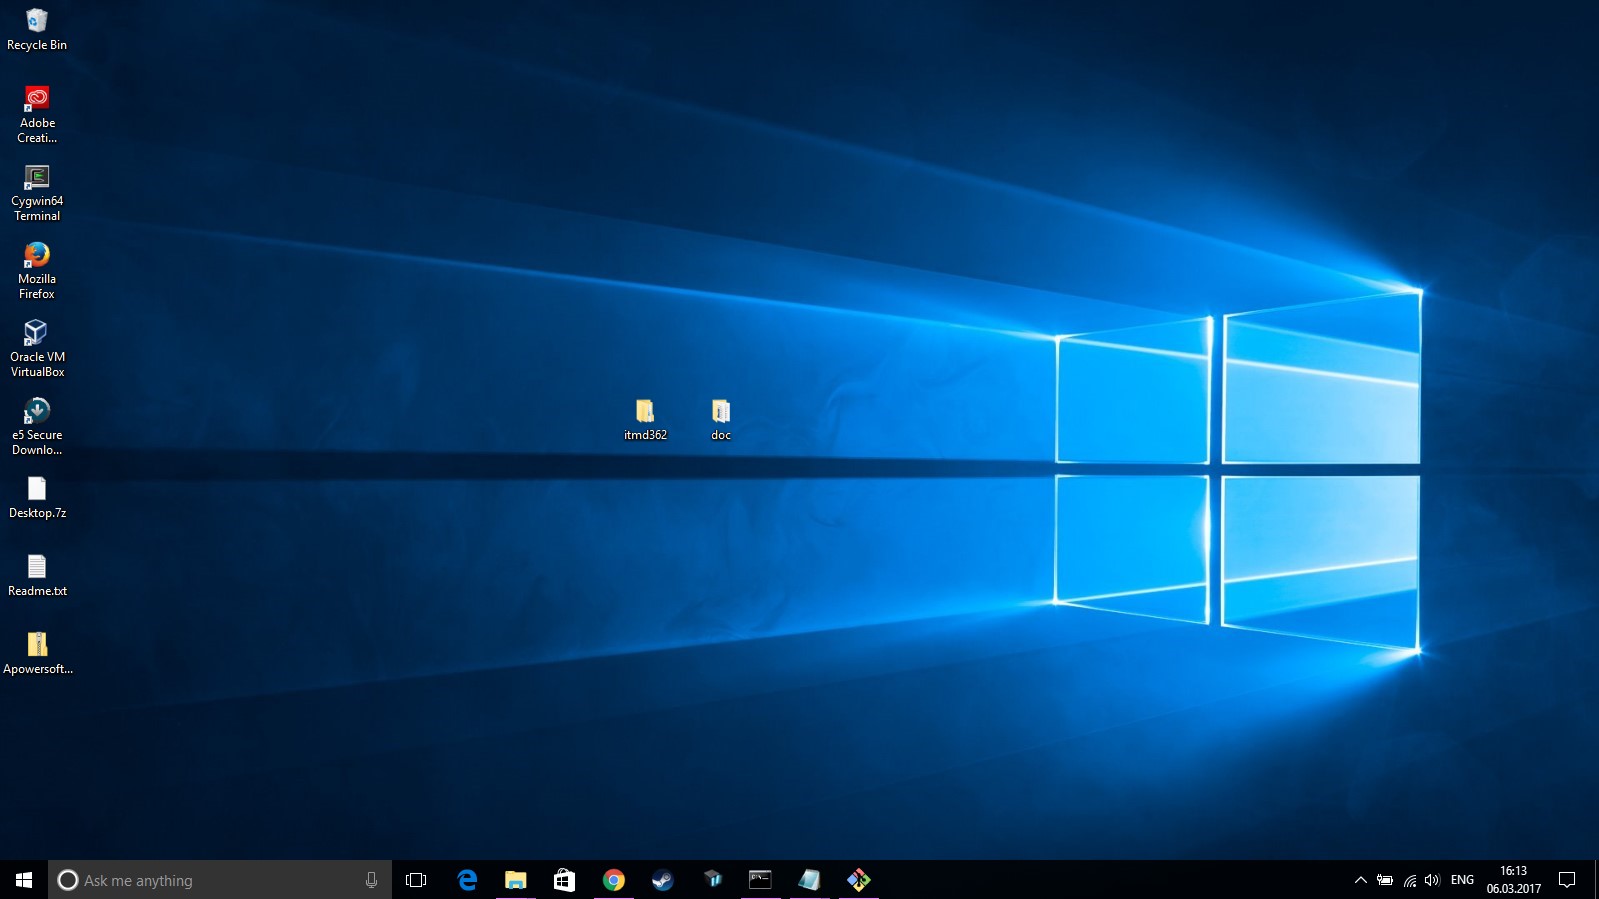 Recycle Bin
Adobe
Creati...
Cygwin64
Terminal
Mozilla
Firefox
Oracle VM
VirtualBox
e5 Secure
Downlo...
Desktop.7z
Readme.txt
Apowersoft...
itmd362
doc
Ask me anything
ENG
16:13
06.03.2017